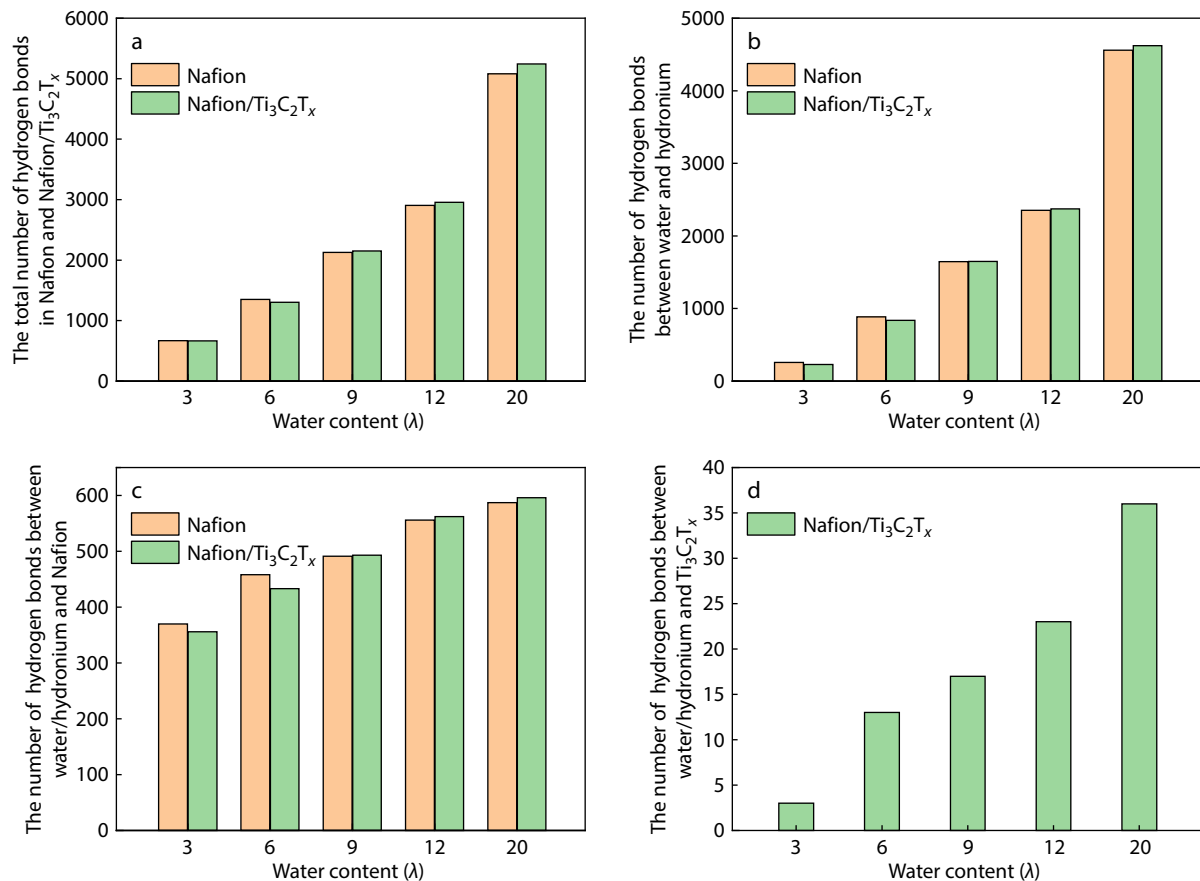 The total number of hydrogen bonds
in Nafion and Nafion/Ti₃C₂Tₓ
6000
5000
4000
3000
2000
1000
0
a
Nafion
Nafion/Ti₃C₂Tₓ
3 6 9 12 20
Water content (λ)
The number of hydrogen bonds
between water and hydronium
5000
4000
3000
2000
1000
0
b
Nafion
Nafion/Ti₃C₂Tₓ
3 6 9 12 20
Water content (λ)
The number of hydrogen bonds between
water/hydronium and Nafion
600
500
400
300
200
100
0
c
Nafion
Nafion/Ti₃C₂Tₓ
3 6 9 12 20
Water content (λ)
The number of hydrogen bonds between
water/hydronium and Ti₃C₂Tₓ
40
35
30
25
20
15
10
5
0
d
Nafion/Ti₃C₂Tₓ
3 6 9 12 20
Water content (λ)